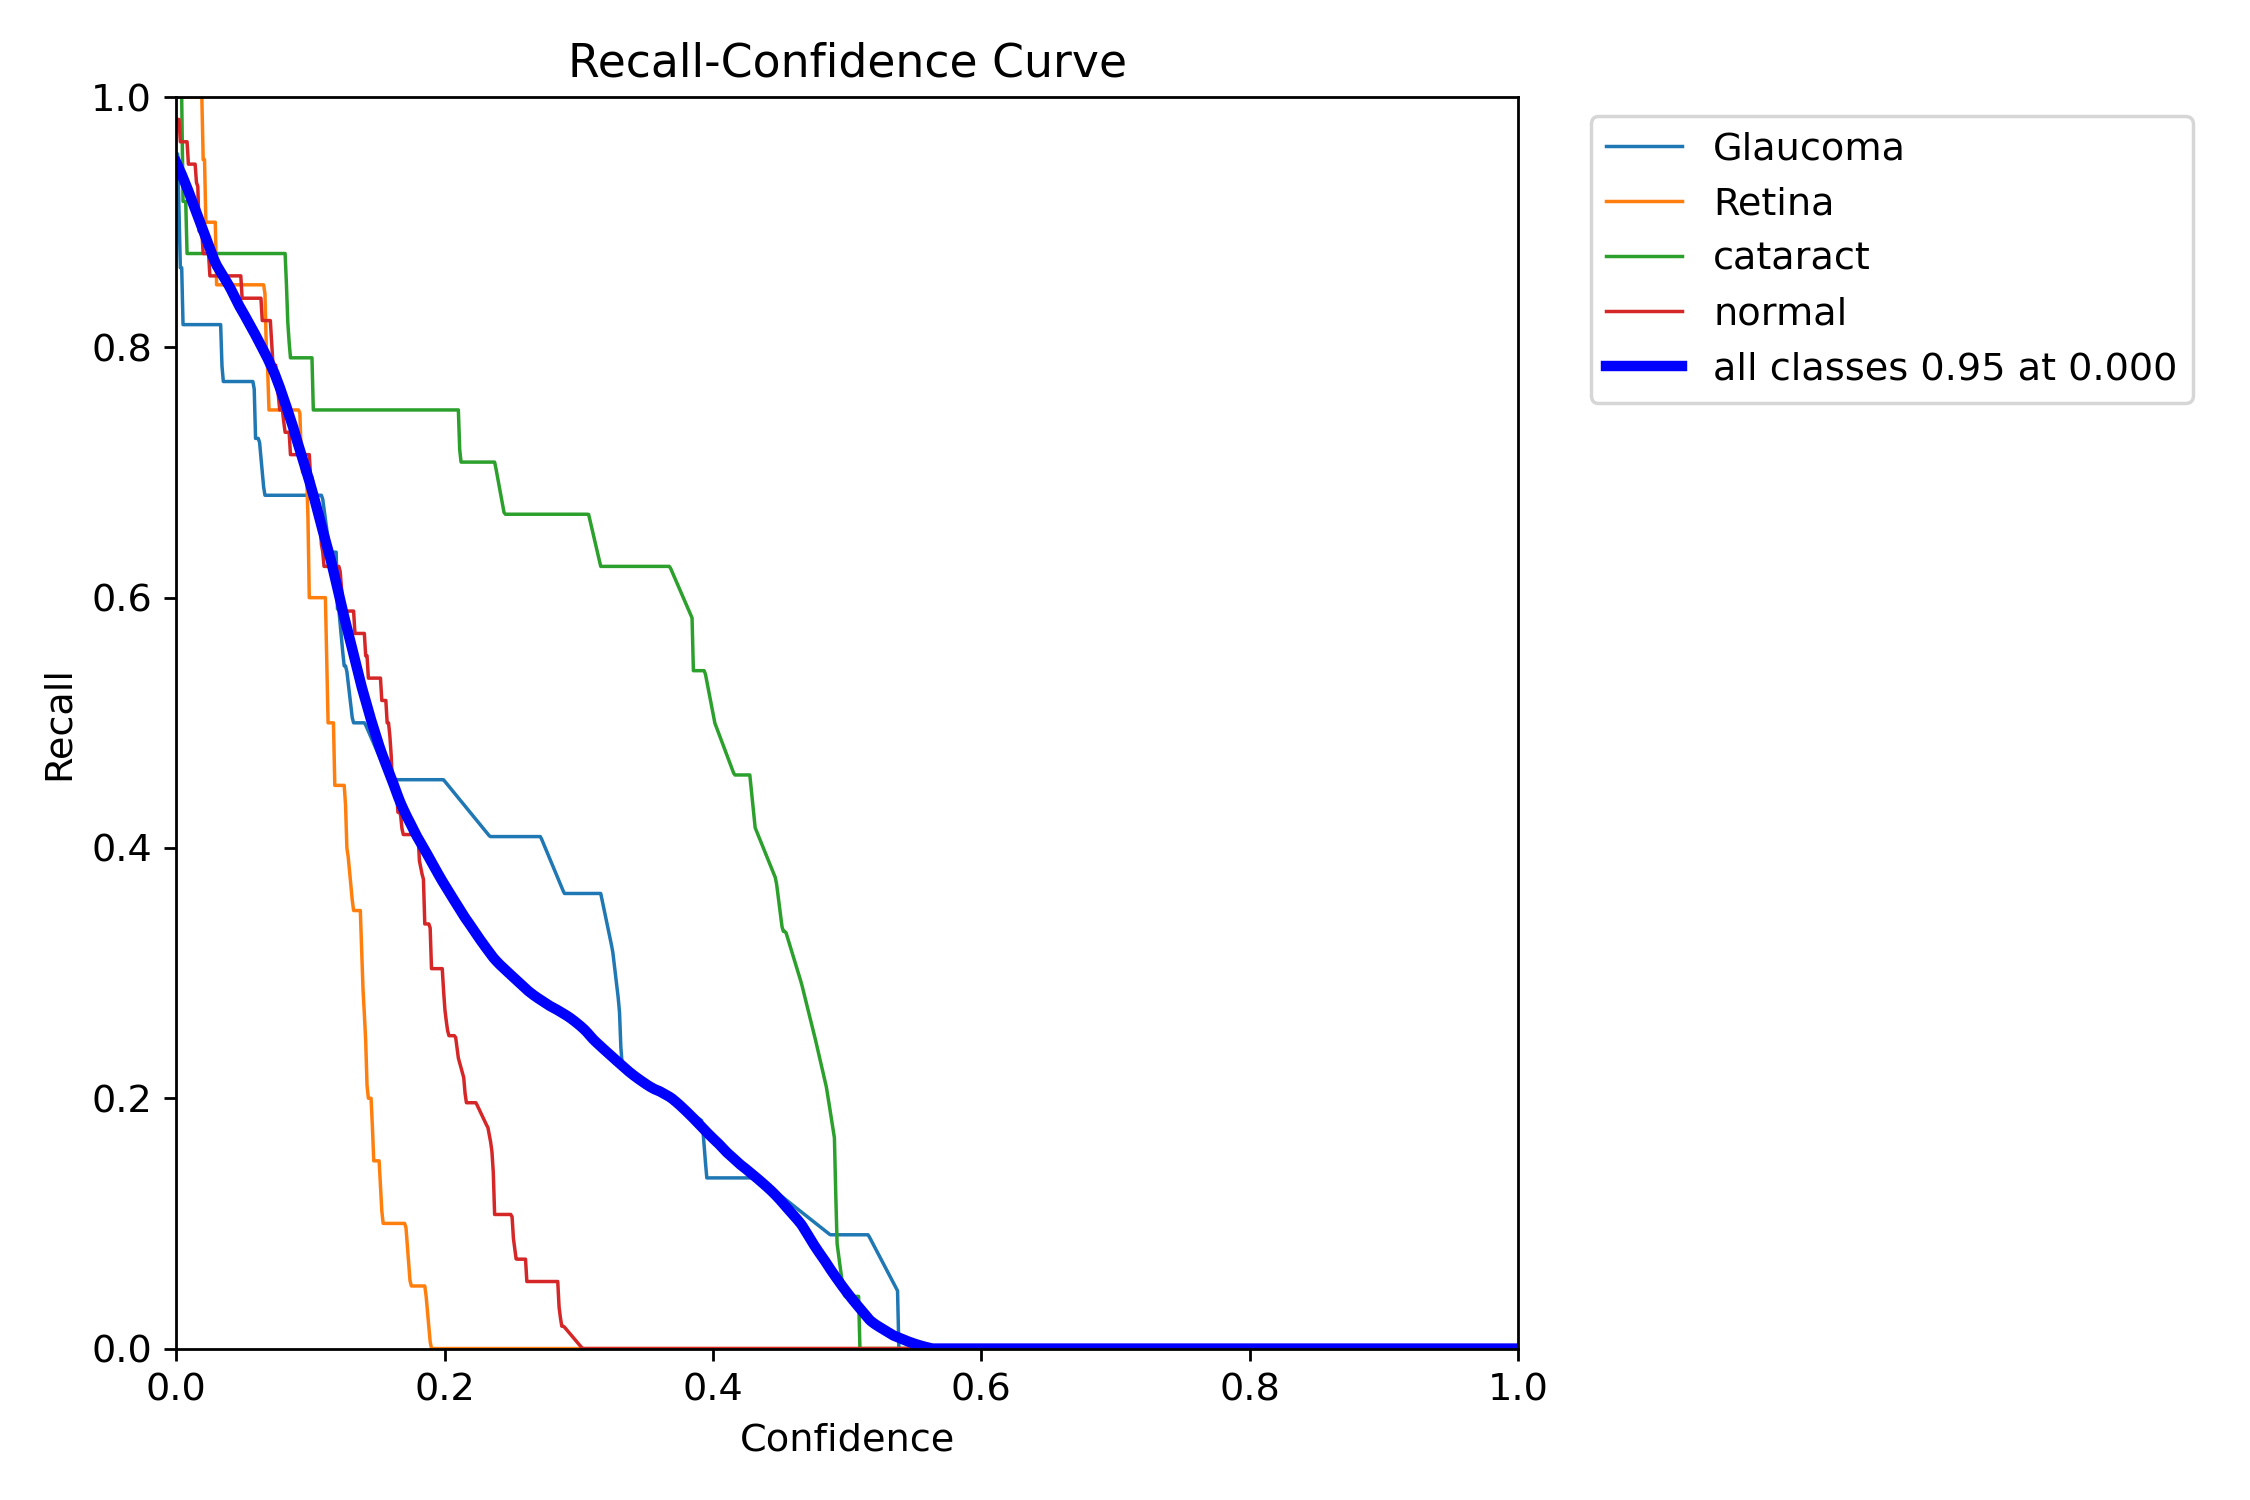 Recall-Confidence Curve
1.0
0.8
0.6
0.4
0.2
0.0
Recall
0.0 0.2 0.4 0.6 0.8 1.0
Confidence
Glaucoma
Retina
cataract
normal
all classes 0.95 at 0.000